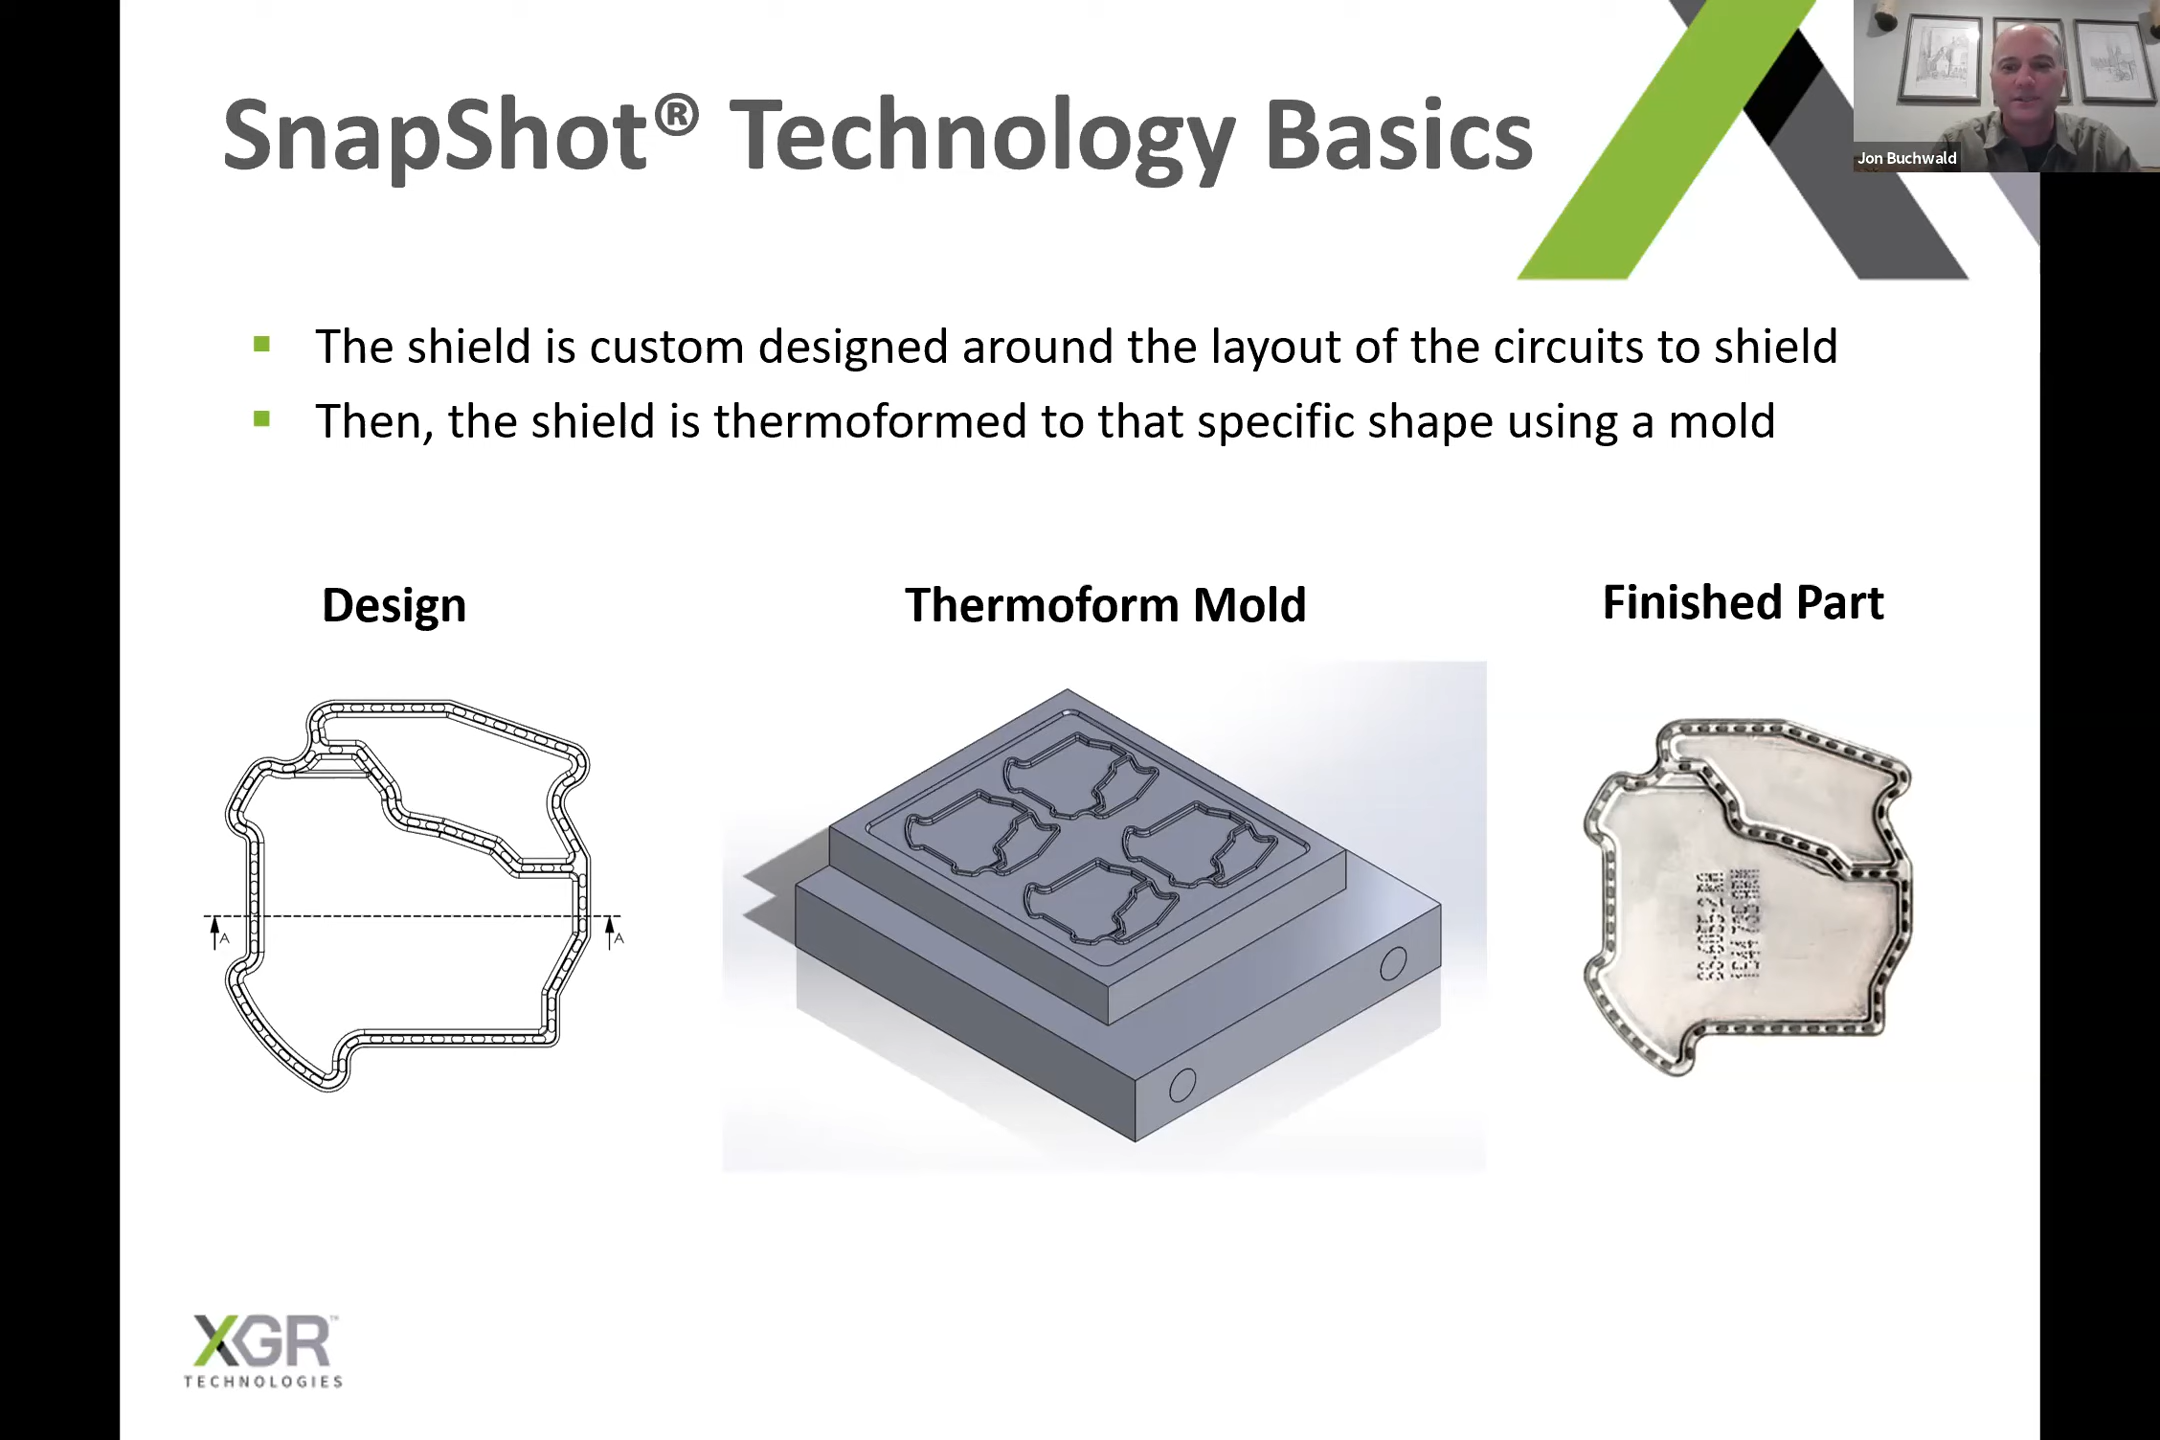 SnapShot® Technology Basics
Jon Buchwald
▪ The shield is custom designed around the layout of the circuits to shield
▪ Then, the shield is thermoformed to that specific shape using a mold
Design
Thermoform Mold
Finished Part
A A
XGR™
TECHNOLOGIES